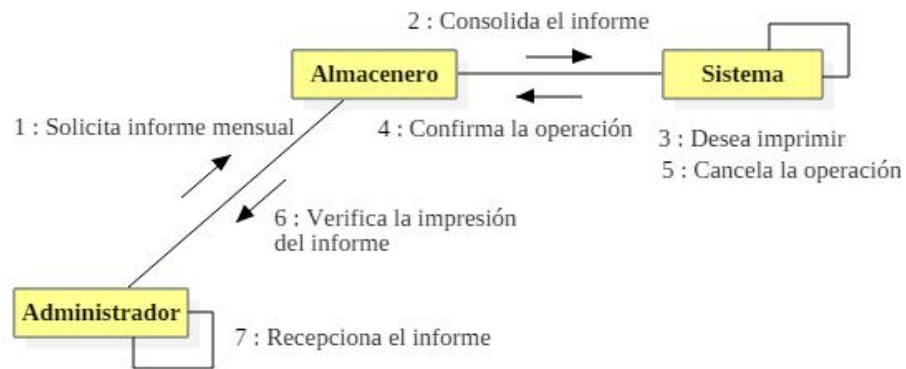 2 : Consolida el informe
Almacenero
Sistema
1 : Solicita informe mensual
4 : Confirma la operación
3 : Desea imprimir
5 : Cancela la operación
6 : Verifica la impresión
del informe
Administrador
7 : Recepciona el informe